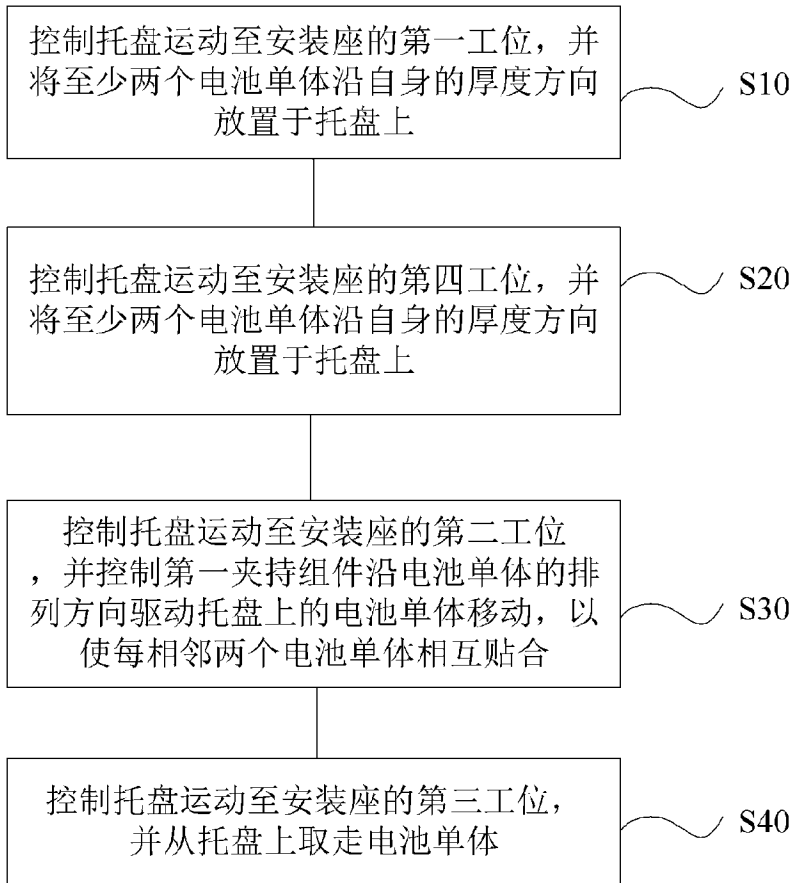 控制托盘运动至安装座的第一工位，并
将至少两个电池单体沿自身的厚度方向
放置于托盘上
S10
控制托盘运动至安装座的第四工位，并
将至少两个电池单体沿自身的厚度方向
放置于托盘上
S20
控制托盘运动至安装座的第二工位
，并控制第一夹持组件沿电池单体的排
列方向驱动托盘上的电池单体移动，以
使每相邻两个电池单体相互贴合
S30
控制托盘运动至安装座的第三工位，
并从托盘上取走电池单体
S40